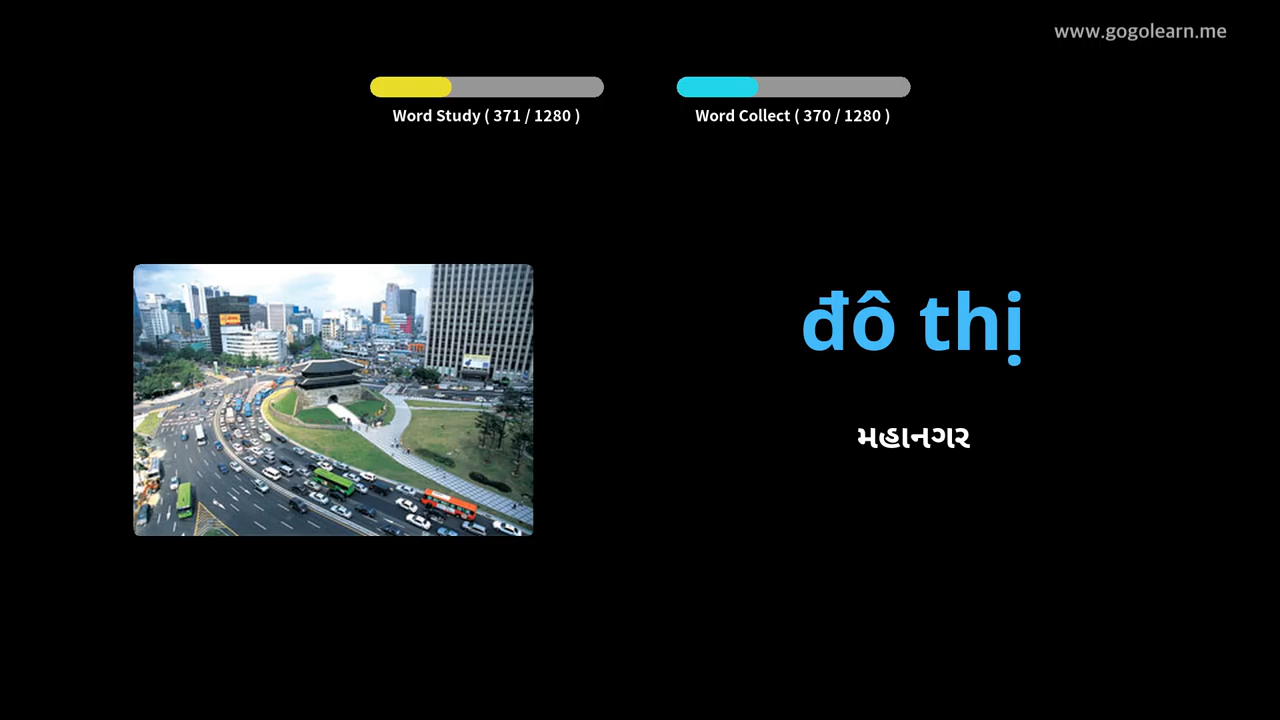 www.gogolearn.me
Word Study ( 371 / 1280 )
Word Collect ( 370 / 1280 )
đô thị
મહાનગર